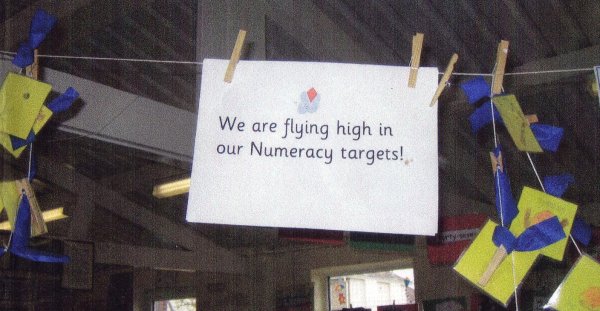 We are flying high in
our Numeracy targets!